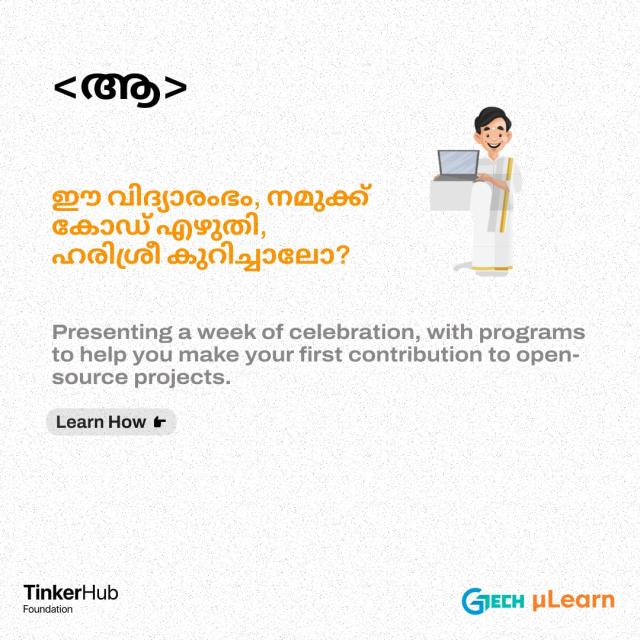 <ആ>
ഈ വിദ്യാരംഭം, നമുക്ക്
കോഡ് എഴുതി,
ഹരിശ്രീ കുറിച്ചാലോ?
Presenting a week of celebration, with programs
to help you make your first contribution to open-
source projects.
Learn How
TinkerHub
Foundation
GTECH μLearn